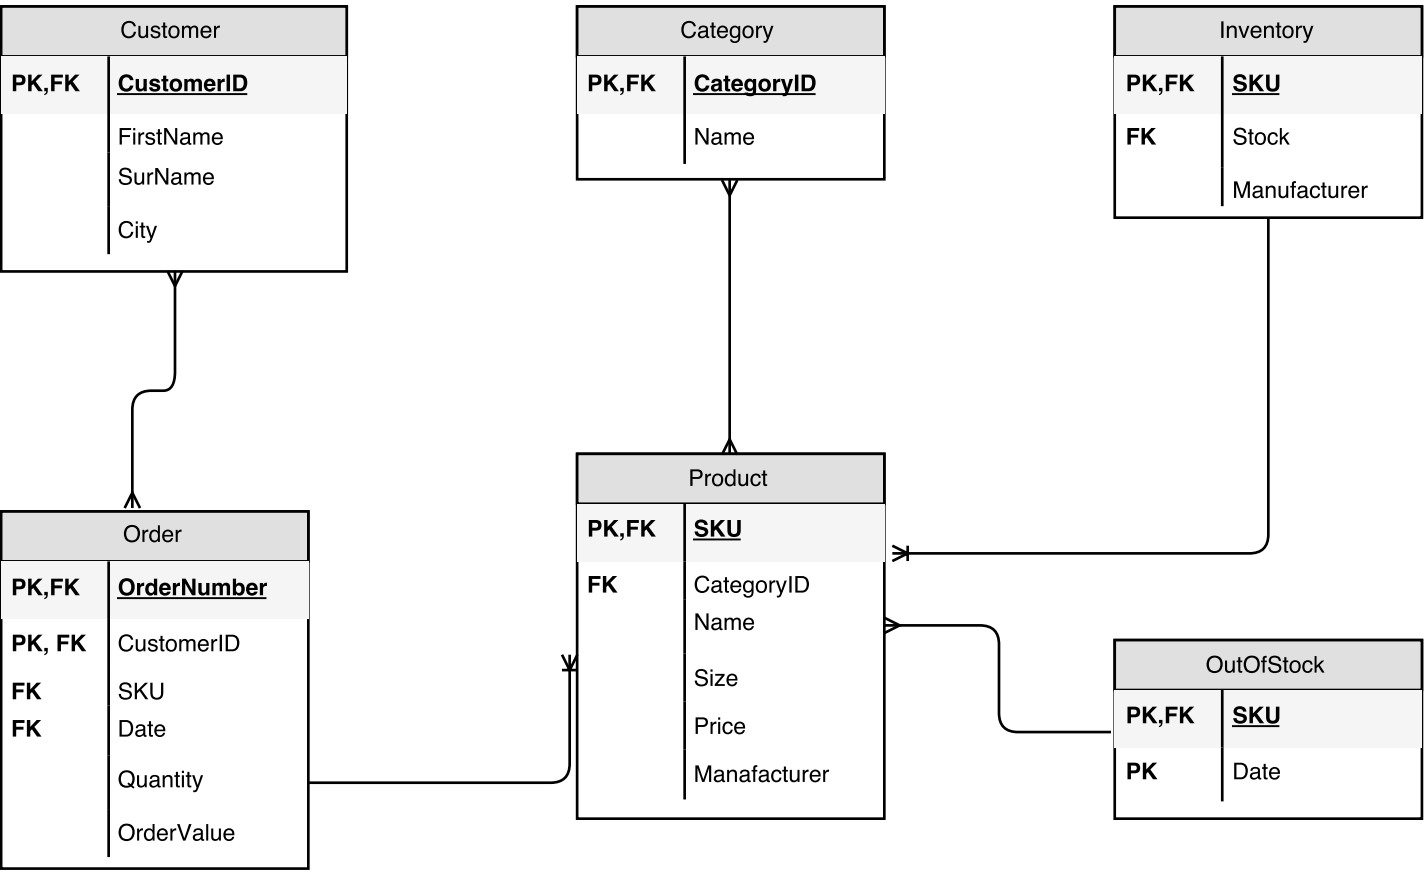 Customer
PK,FK CustomerID
FirstName
SurName
City
Category
PK,FK CategoryID
Name
Inventory
PK,FK SKU
FK Stock
Manufacturer
Order
PK,FK OrderNumber
PK, FK CustomerID
FK SKU
FK Date
Quantity
OrderValue
Product
PK,FK SKU
FK CategoryID
Name
Size
Price
Manafacturer
OutOfStock
PK,FK SKU
PK Date